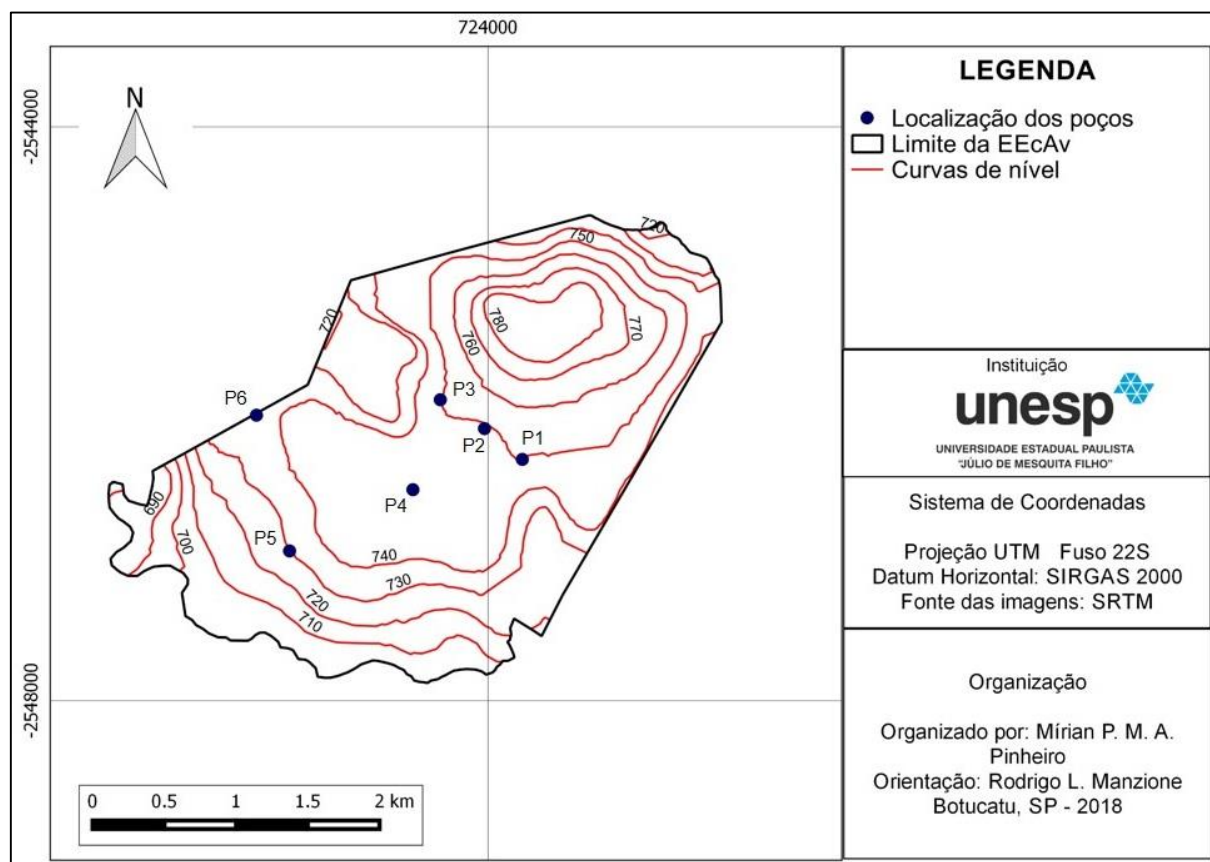 724000
-2544000
-2548000
N
720
750
780
770
760
720
P3
P6
P2
P1
P4
P5
690
700
740
730
720
710
0 0.5 1 1.5 2 km
LEGENDA
Localização dos poços
Limite da EEcAv
Curvas de nível
Instituição
unesp
UNIVERSIDADE ESTADUAL PAULISTA
"JÚLIO DE MESQUITA FILHO"
Sistema de Coordenadas
Projeção UTM Fuso 22S
Datum Horizontal: SIRGAS 2000
Fonte das imagens: SRTM
Organização
Organizado por: Mírian P. M. A.
Pinheiro
Orientação: Rodrigo L. Manzione
Botucatu, SP - 2018